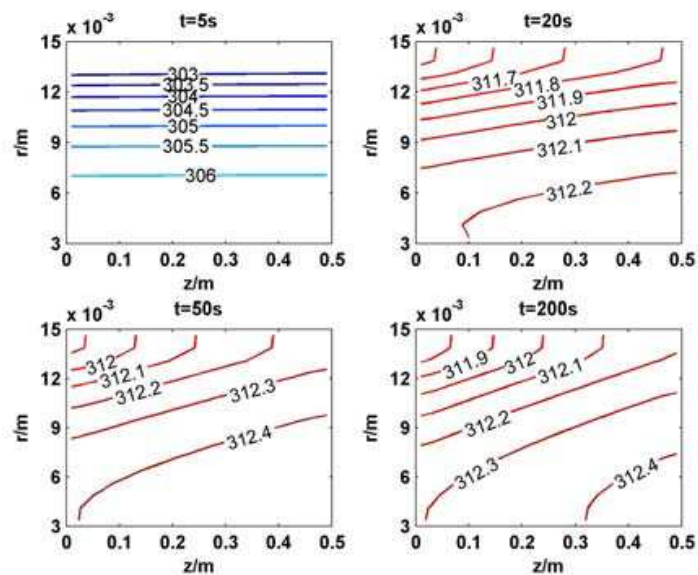 x 10⁻³ t=5s
15
12
9
6
3
r/m
303
303.5
304
304.5
305
305.5
306
0 0.1 0.2 0.3 0.4 0.5
z/m
x 10⁻³ t=20s
15
12
9
6
3
r/m
311.7
311.8
311.9
312
312.1
312.2
0 0.1 0.2 0.3 0.4 0.5
z/m
x 10⁻³ t=50s
15
12
9
6
3
r/m
312
312.1
312.2
312.3
312.4
0 0.1 0.2 0.3 0.4 0.5
z/m
x 10⁻³ t=200s
15
12
9
6
3
r/m
311.9
312
312.1
312.2
312.3
312.4
0 0.1 0.2 0.3 0.4 0.5
z/m